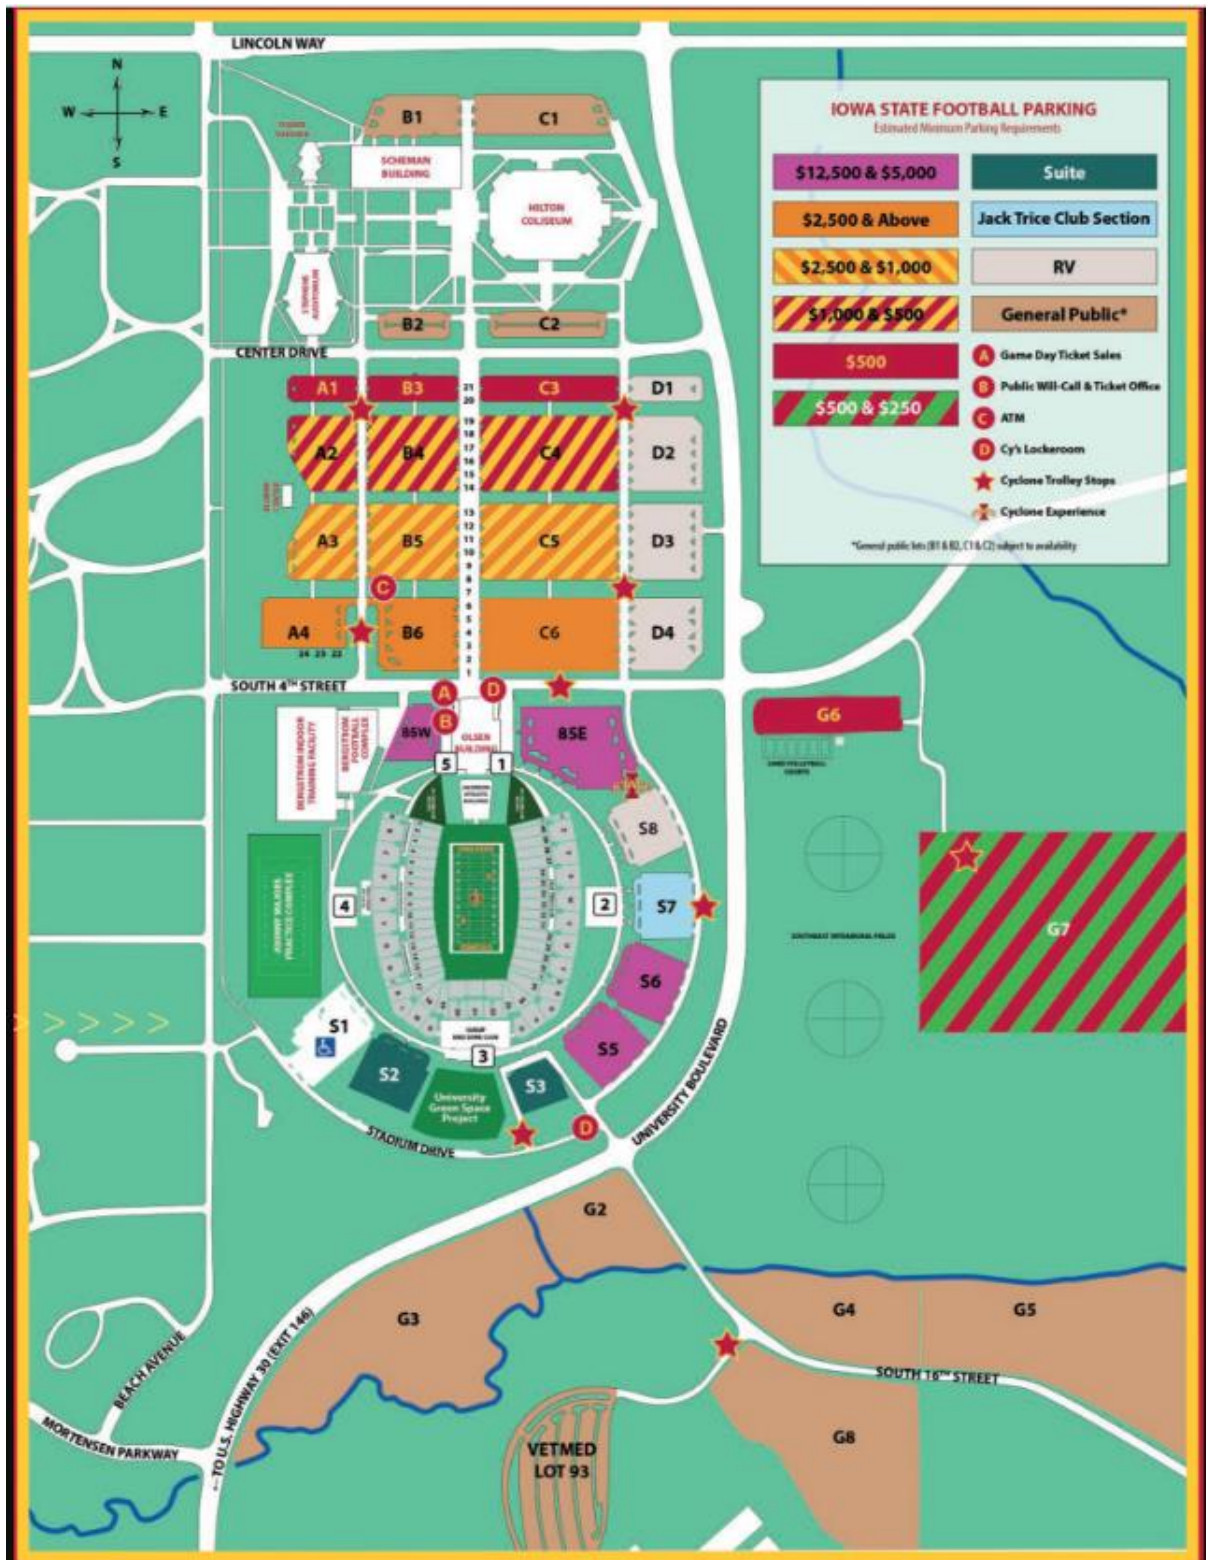 LINCOLN WAY
N
W
E
S
IOWA STATE FOOTBALL PARKING
Estimated Minimum Parking Requirements
$12,500 & $5,000
Suite
$2,500 & Above
Jack Trice Club Section
$2,500 & $1,000
RV
$1,000 & $500
General Public*
$500
$500 & $250
A Game Day Ticket Sales
B Public Will-Call & Ticket Office
C ATM
D Cy's Lockeroom
Cyclone Trolley Stops
Cyclone Experience
*General public lots (B1 & B2, C1 & C2) subject to availability
B1
C1
SCHEMAN
BUILDING
HILTON
COLISEUM
STEPHENS
AUDITORIUM
B2
C2
CENTER DRIVE
A1
B3
21
20
C3
D1
19
18
17
16
15
14
A2
B4
C4
D2
13
12
11
10
9
8
7
A3
B5
C5
D3
C
6
5
4
3
2
1
A4
B6
C6
D4
24 23 22
SOUTH 4TH STREET
A
D
B
85W
OLSEN
BUILDING
85E
G6
BERGSTROM INDOOR
TRAINING FACILITY
BERGSTROM
FOOTBALL
COMPLEX
5
1
S8
4
2
S7
G7
SOUTHEAST INTRAMURAL FIELDS
JOHNNY MAJORS
PRACTICE COMPLEX
S6
S1
S5
3
S2
S3
University
Green Space
Project
D
STADIUM DRIVE
UNIVERSITY BOULEVARD
G2
G3
G4
G5
SOUTH 16TH STREET
BEACH AVENUE
MORTENSEN PARKWAY
←TO U.S. HIGHWAY 30 (EXIT 146)
VETMED
LOT 93
G8